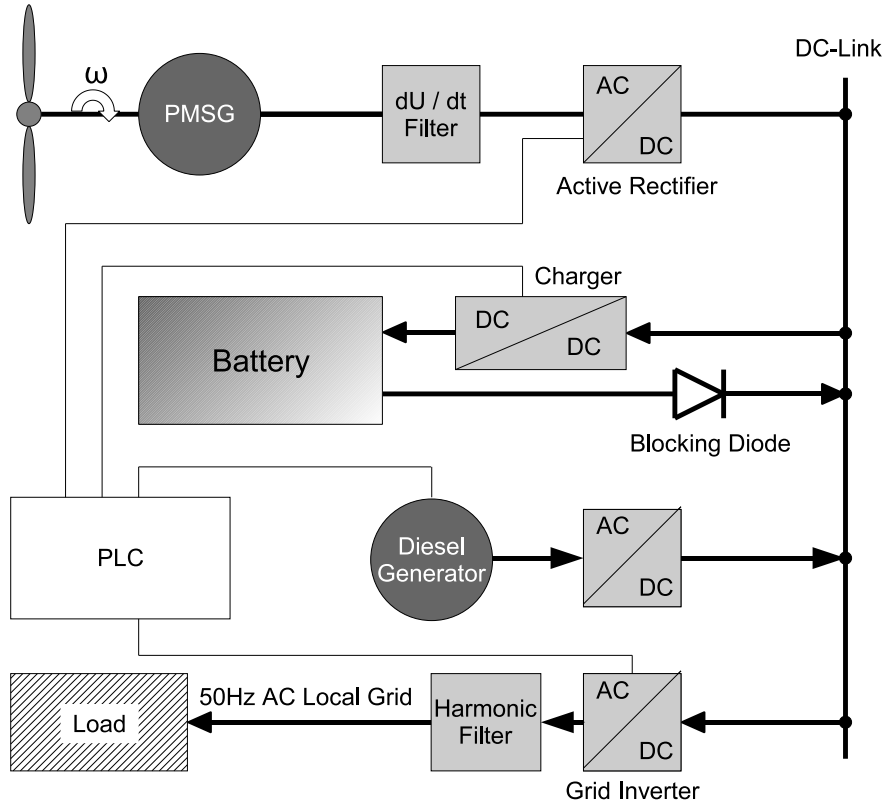 DC-Link
ω
PMSG
dU / dt
Filter
AC
DC
Active Rectifier
Charger
DC
DC
Battery
Blocking Diode
PLC
Diesel
Generator
AC
DC
50Hz AC Local Grid
Load
Harmonic
Filter
AC
DC
Grid Inverter